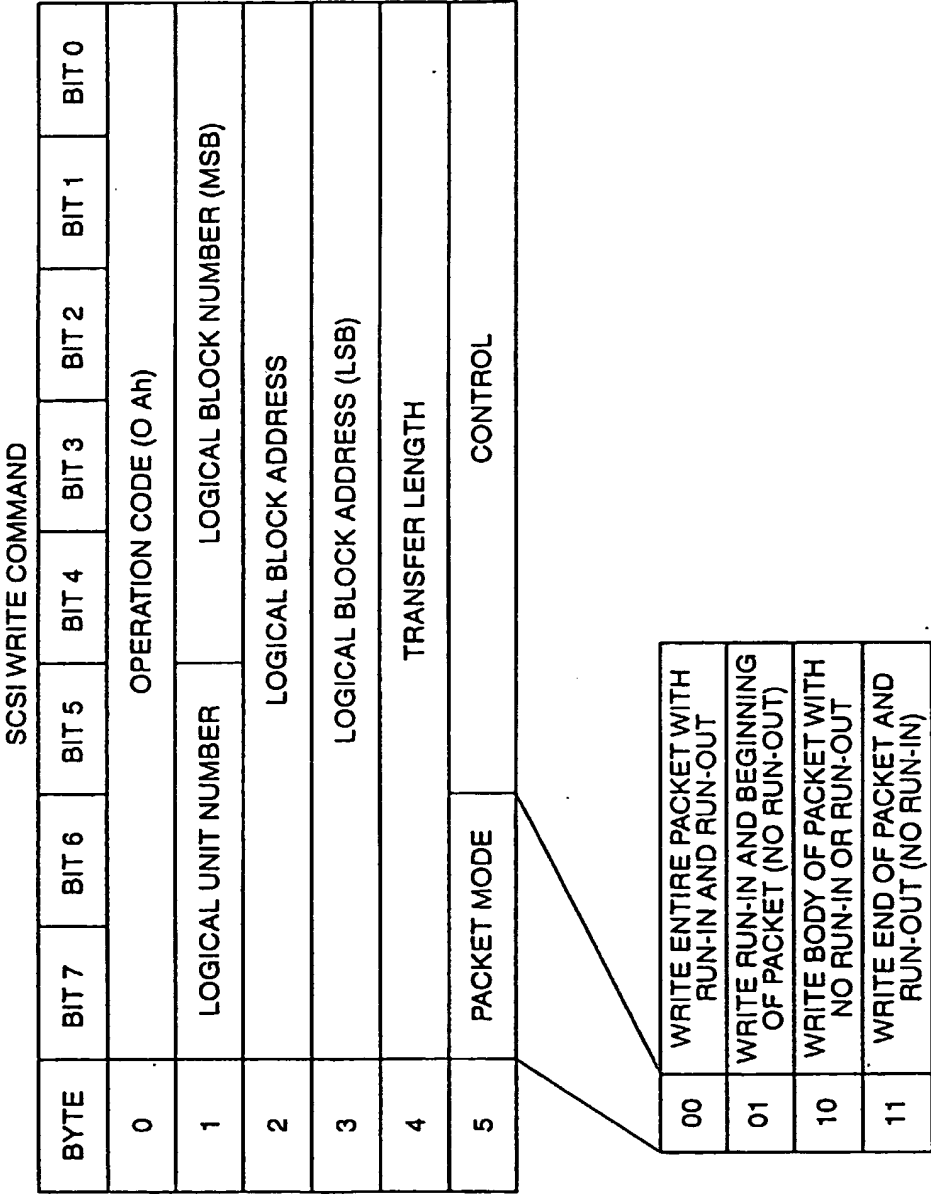 SCSI WRITE COMMAND
BYTE BIT 7 BIT 6 BIT 5 BIT 4 BIT 3 BIT 2 BIT 1 BIT 0
0 OPERATION CODE (O Ah)
1 LOGICAL UNIT NUMBER LOGICAL BLOCK NUMBER (MSB)
2 LOGICAL BLOCK ADDRESS
3 LOGICAL BLOCK ADDRESS (LSB)
4 TRANSFER LENGTH
5 PACKET MODE CONTROL
00 WRITE ENTIRE PACKET WITH
RUN-IN AND RUN-OUT
01 WRITE RUN-IN AND BEGINNING
OF PACKET (NO RUN-OUT)
10 WRITE BODY OF PACKET WITH
NO RUN-IN OR RUN-OUT
11 WRITE END OF PACKET AND
RUN-OUT (NO RUN-IN)